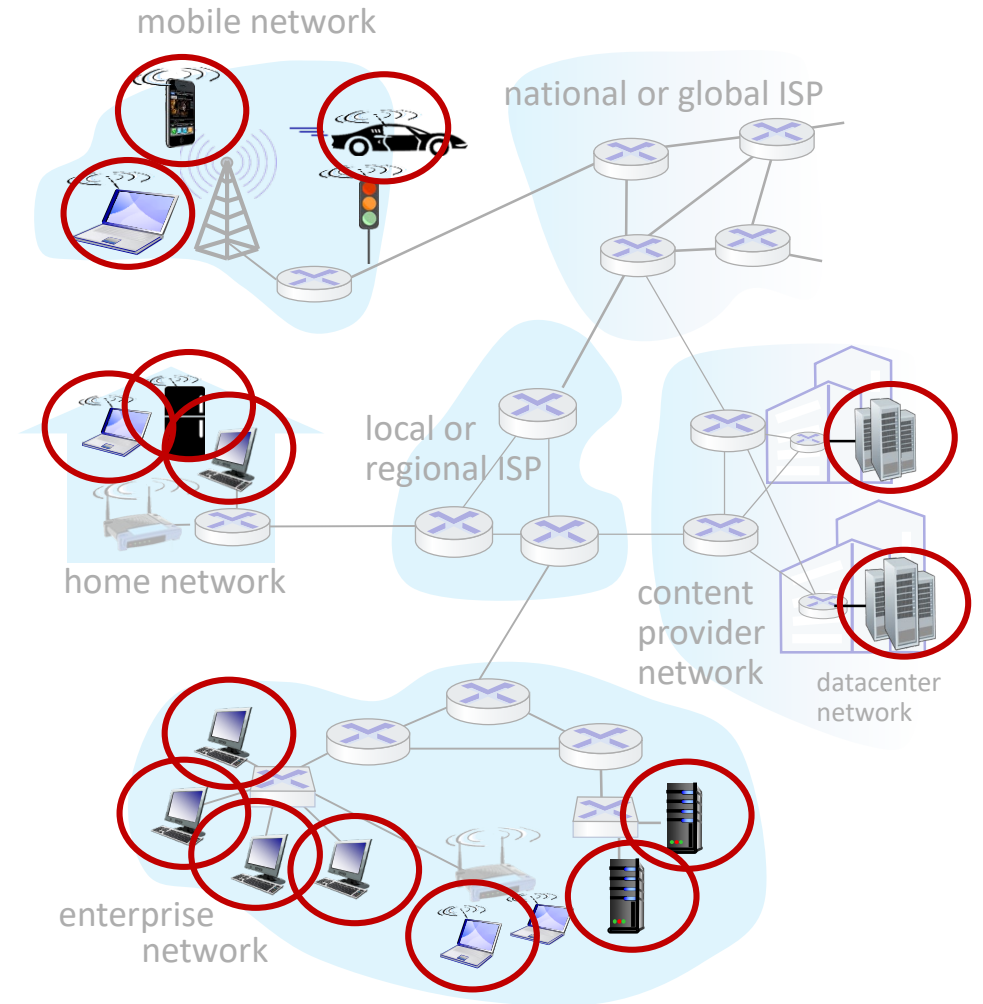 mobile network
national or global ISP
local or
regional ISP
home network
content
provider
network
datacenter
network
enterprise
network